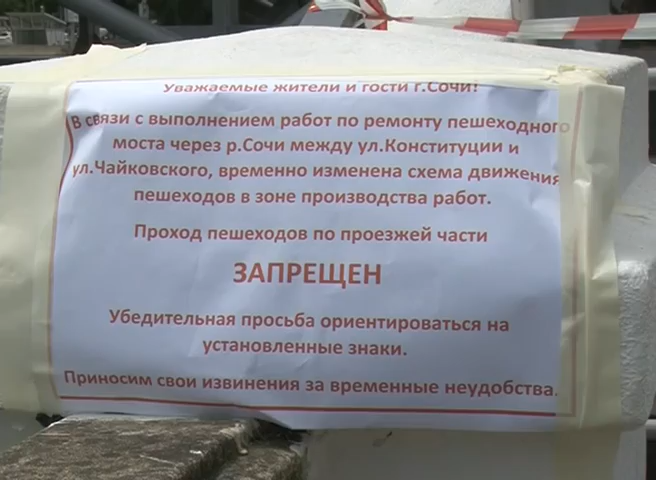 Уважаемые жители и гости г.Сочи!
В связи с выполнением работ по ремонту пешеходного
моста через р.Сочи между ул.Конституции и
ул.Чайковского, временно изменена схема движения
пешеходов в зоне производства работ.
Проход пешеходов по проезжей части
ЗАПРЕЩЕН
Убедительная просьба ориентироваться на
установленные знаки.
Приносим свои извинения за временные неудобства.